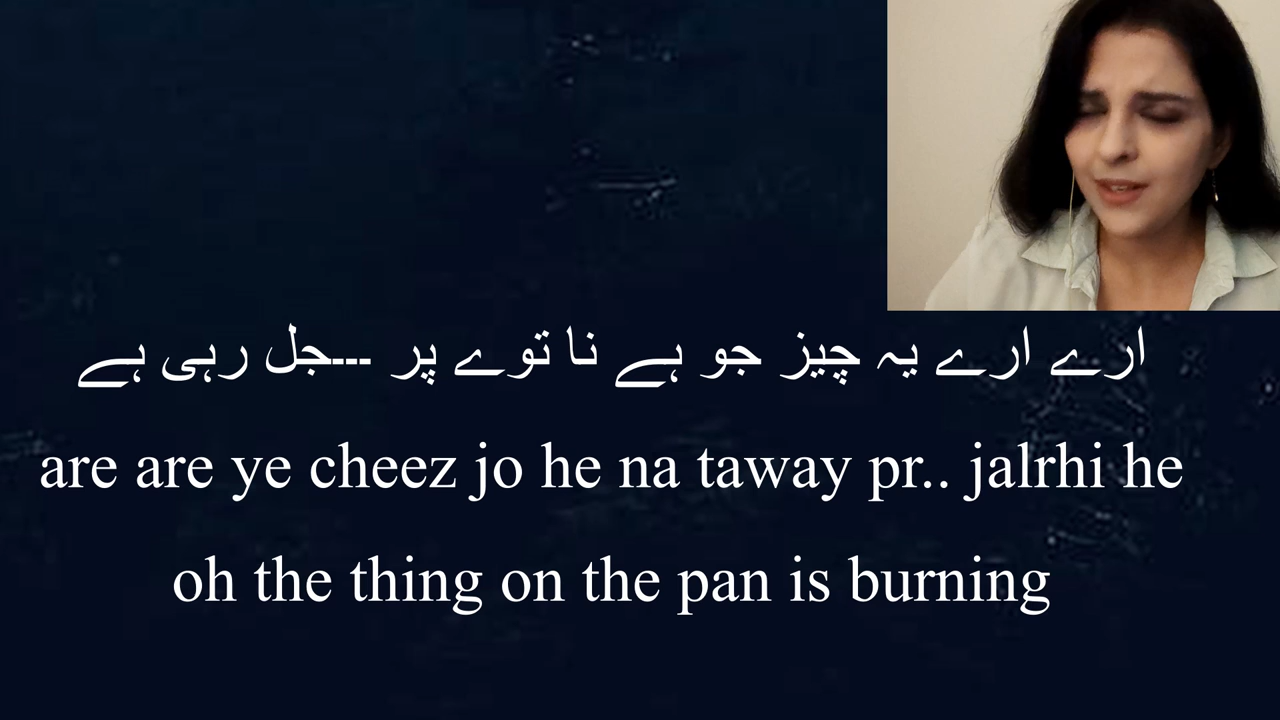 ارے ارے یہ چیز جو ہے نا توے پر ---جل رہی ہے
are are ye cheez jo he na taway pr.. jalrhi he
oh the thing on the pan is burning